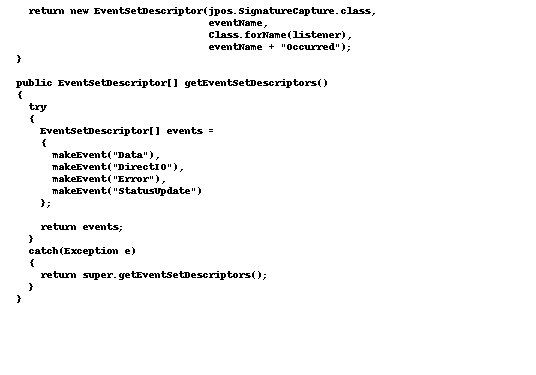 return new EventSetDescriptor(jpos.SignatureCapture.class,
eventName,
Class.forName(listener),
eventName + "Occurred");
}
public EventSetDescriptor[] getEventSetDescriptors()
{
try
{
EventSetDescriptor[] events =
{
makeEvent("Data"),
makeEvent("DirectIO"),
makeEvent("Error"),
makeEvent("StatusUpdate")
};
return events;
}
catch(Exception e)
{
return super.getEventSetDescriptors();
}
}